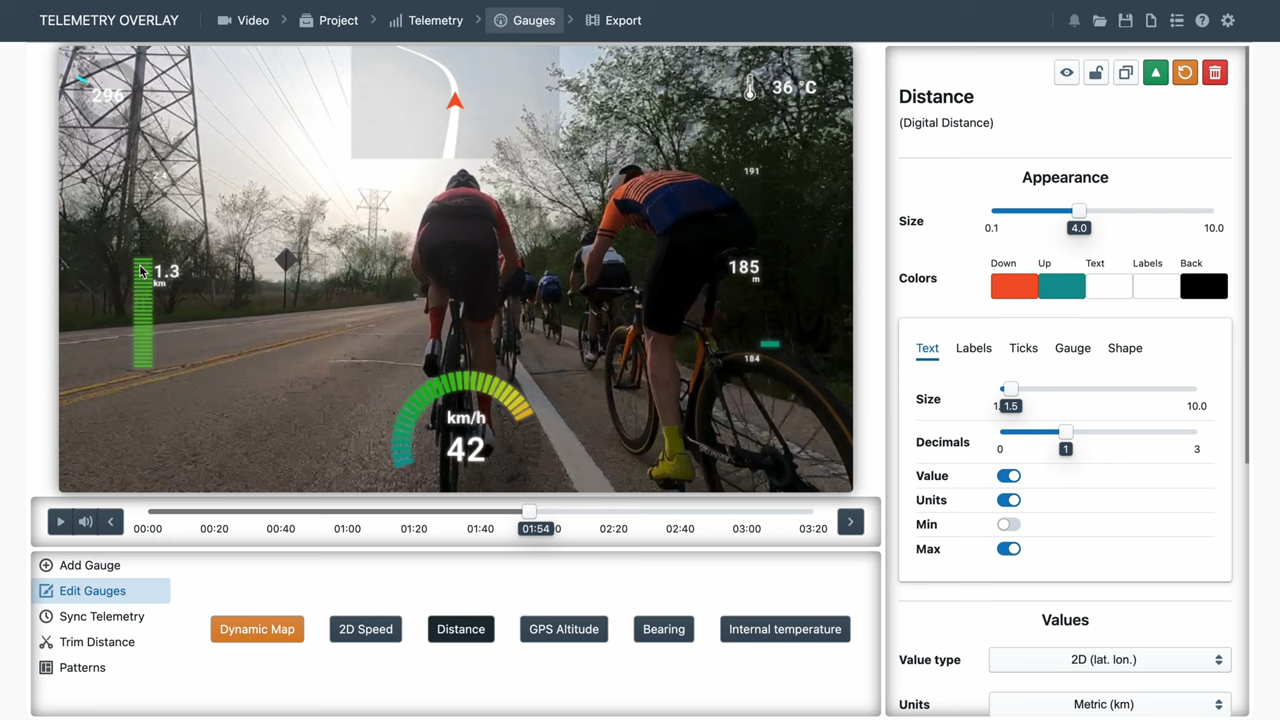 TELEMETRY OVERLAY
Video
Project
Telemetry
Gauges
Export
296
36 °C
191
1.3
km
185
m
184
km/h
42
00:00
00:20
00:40
01:00
01:20
01:40
01:54
02:20
02:40
03:00
03:20
Add Gauge
Edit Gauges
Sync Telemetry
Trim Distance
Patterns
Dynamic Map
2D Speed
Distance
GPS Altitude
Bearing
Internal temperature
Distance
(Digital Distance)
Appearance
Size
0.1
4.0
10.0
Colors
Down
Up
Text
Labels
Back
Text
Labels
Ticks
Gauge
Shape
Size
1.5
10.0
Decimals
0
1
3
Value
Units
Min
Max
Values
Value type
2D (lat. lon.)
Units
Metric (km)